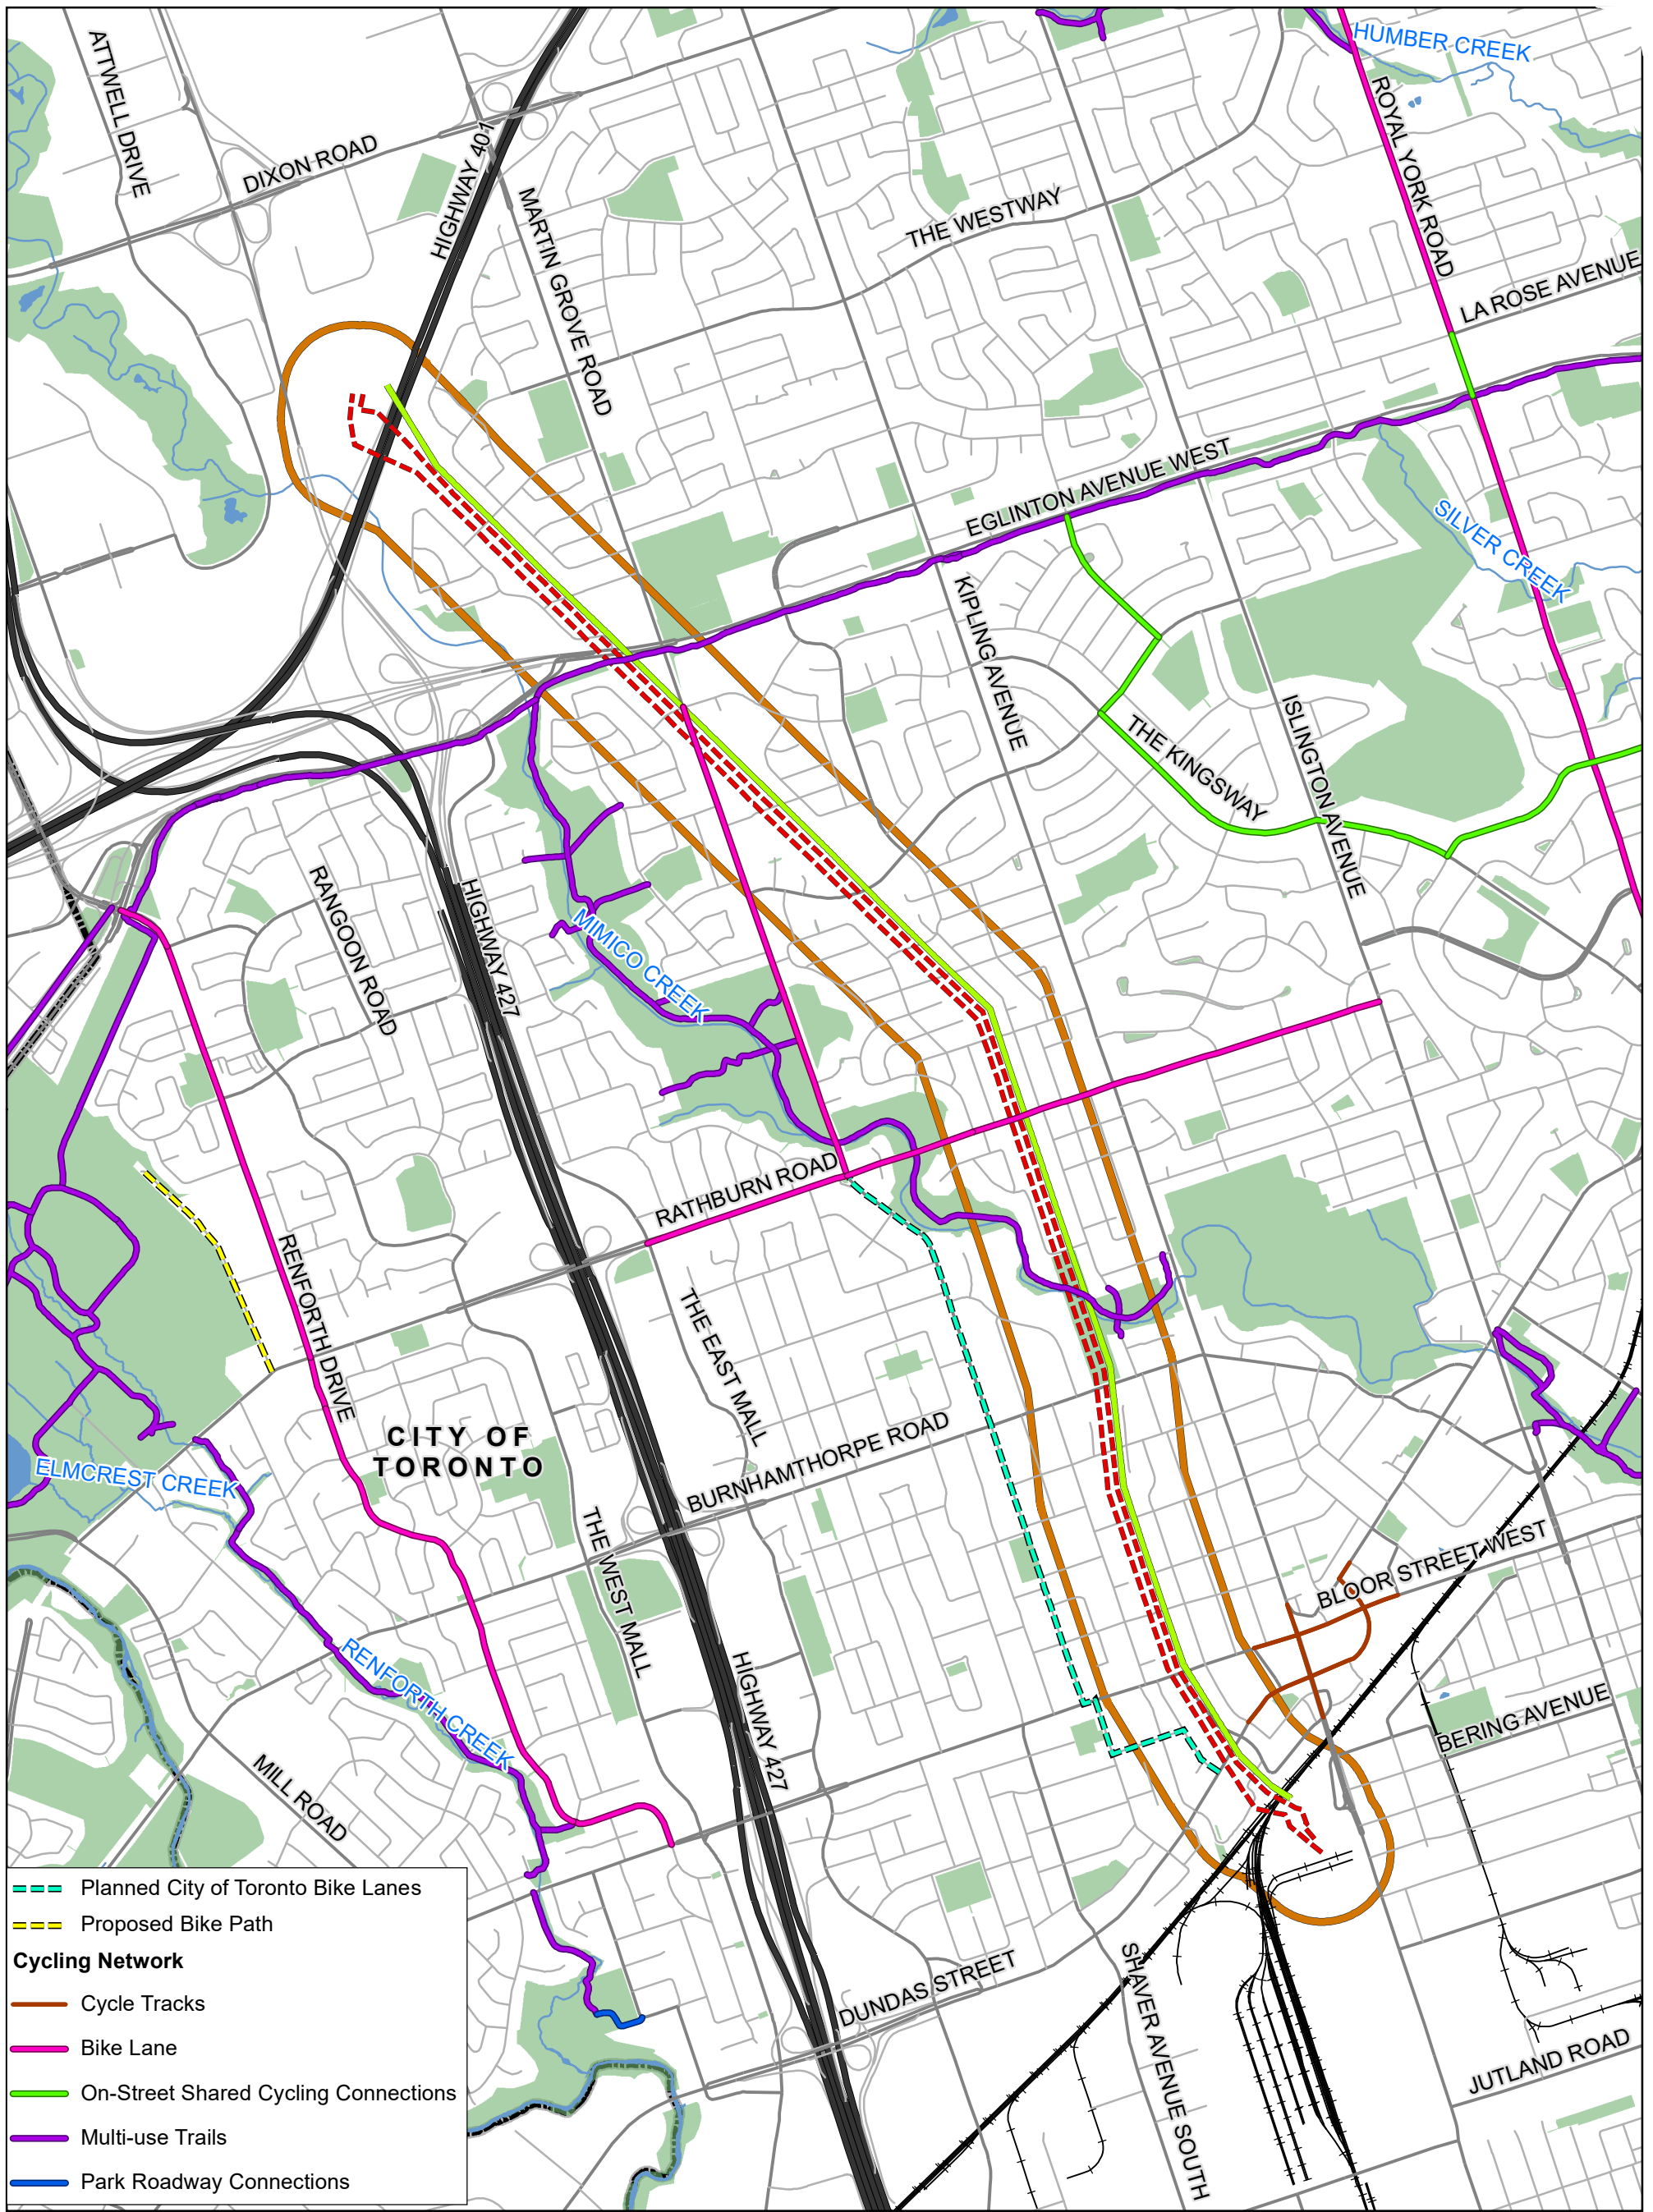 HUMBER CREEK
ATTWELL DRIVE
DIXON ROAD
HIGHWAY 401
ROYAL YORK ROAD
MARTIN GROVE ROAD
THE WESTWAY
LA ROSE AVENUE
EGLINTON AVENUE WEST
SILVER CREEK
KIPLING AVENUE
ISLINGTON AVENUE
THE KINGSWAY
RANGOON ROAD
HIGHWAY 427
MIMICO CREEK
RATHBURN ROAD
RENFORTH DRIVE
THE EAST MALL
CITY OF
TORONTO
BURNHAMTHORPE ROAD
ELMCREST CREEK
THE WEST MALL
BLOOR STREET WEST
RENFORTH CREEK
HIGHWAY 427
BERING AVENUE
MILL ROAD
DUNDAS STREET
SHAVER AVENUE SOUTH
JUTLAND ROAD
Planned City of Toronto Bike Lanes
Proposed Bike Path
Cycling Network
Cycle Tracks
Bike Lane
On-Street Shared Cycling Connections
Multi-use Trails
Park Roadway Connections